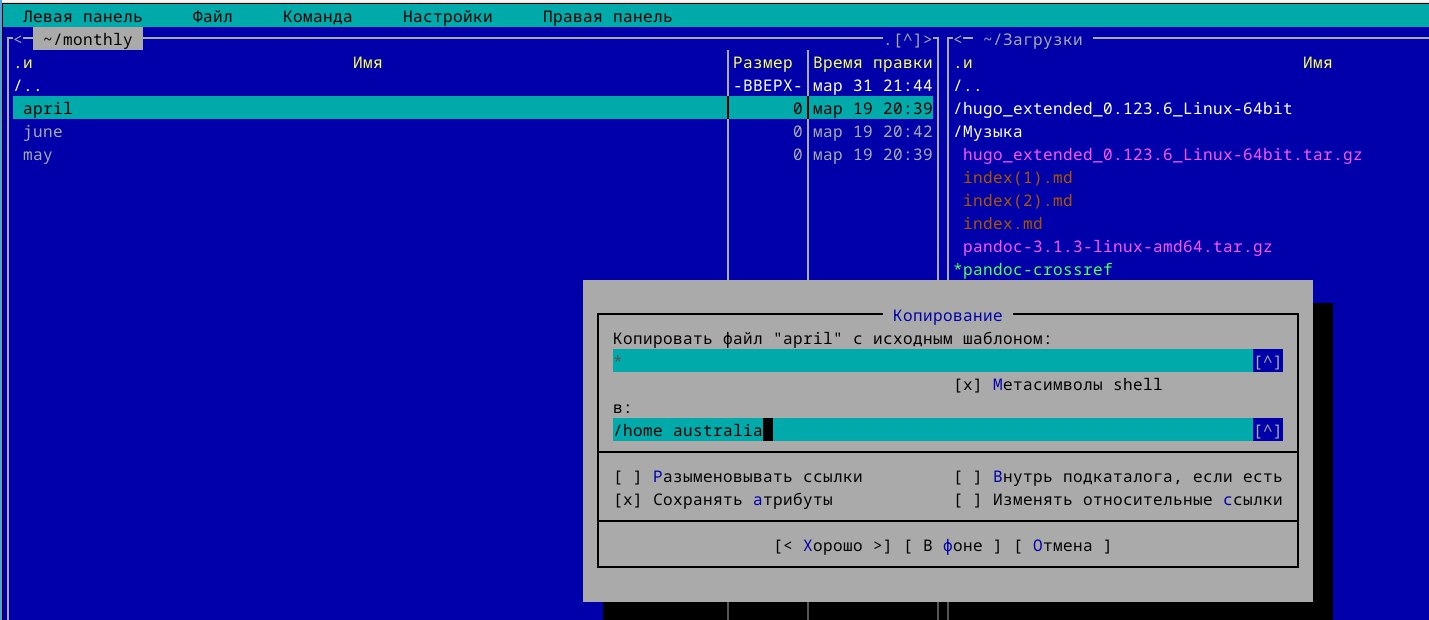 Левая панель Файл Команда Настройки Правая панель
<─ ~/monthly .[^]>
.и Имя Размер Время правки
/.. -ВВЕРХ- мар 31 21:44
april 0 мар 19 20:39
june 0 мар 19 20:42
may 0 мар 19 20:39
<─ ~/Загрузки
.и Имя
/..
/hugo_extended_0.123.6_Linux-64bit
/Музыка
hugo_extended_0.123.6_Linux-64bit.tar.gz
index(1).md
index(2).md
index.md
pandoc-3.1.3-linux-amd64.tar.gz
*pandoc-crossref
Копирование
Копировать файл "april" с исходным шаблоном:
* [^]
[x] Метасимволы shell
в:
/home australia [^]
[ ] Разыменовывать ссылки [ ] Внутрь подкаталога, если есть
[x] Сохранять атрибуты [ ] Изменять относительные ссылки
[< Хорошо >] [ В фоне ] [ Отмена ]